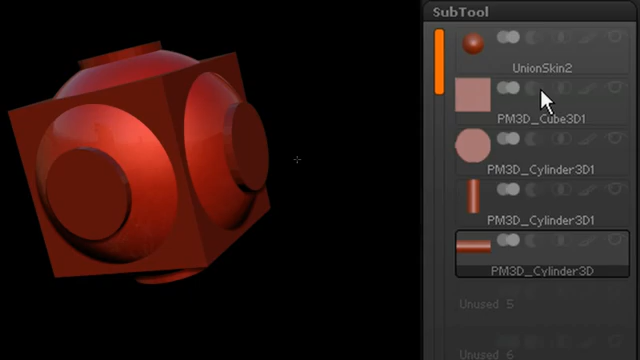 SubTool
UnionSkin2
PM3D_Cube3D1
PM3D_Cylinder3D1
PM3D_Cylinder3D1
PM3D_Cylinder3D
Unused 5
Unused 6